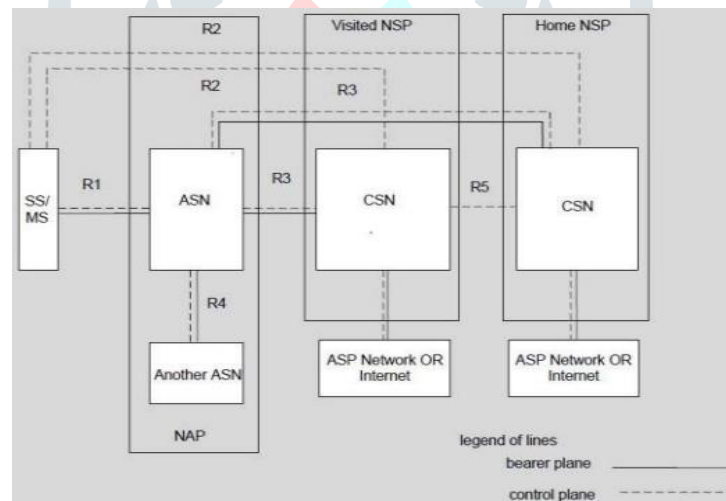 R2
Visited NSP
Home NSP
R2
R3
R1
R3
R5
SS/
MS
ASN
CSN
CSN
R4
Another ASN
ASP Network OR
Internet
ASP Network OR
Internet
NAP
legend of lines
bearer plane
control plane